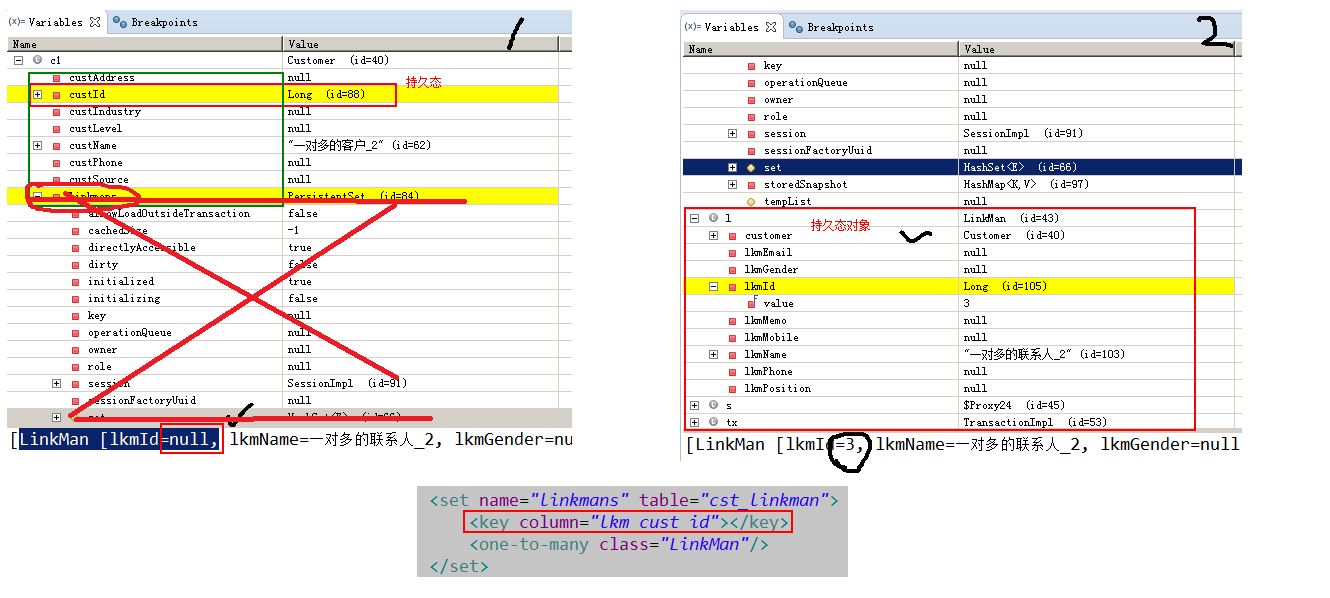 (x)= Variables Breakpoints
1
Name Value
c1 Customer (id=40)
custAddress null
持久态
custId Long (id=88)
custIndustry null
custLevel null
custName "一对多的客户_2" (id=62)
custPhone null
custSource null
linkmans PersistentSet (id=84)
allowLoadOutsideTransaction false
cachedSize -1
directlyAccessible true
dirty false
initialized true
initializing false
key null
operationQueue null
owner null
role null
session SessionImpl (id=91)
sessionFactoryUuid null
set HashSet<E> (id=66)
[LinkMan [lkmId=null, lkmName=一对多的联系人_2, lkmGender=nu
(x)= Variables Breakpoints
2
Name Value
key null
operationQueue null
owner null
role null
session SessionImpl (id=91)
sessionFactoryUuid null
set HashSet<E> (id=66)
storedSnapshot HashMap<K,V> (id=97)
tempList null
l LinkMan (id=43)
持久态对象
customer Customer (id=40)
lkmEmail null
lkmGender null
lkmId Long (id=105)
value 3
lkmMemo null
lkmMobile null
lkmName "一对多的联系人_2" (id=103)
lkmPhone null
lkmPosition null
s $Proxy24 (id=45)
tx TransactionImpl (id=53)
[LinkMan [lkmId=3, lkmName=一对多的联系人_2, lkmGender=null
<set name="linkmans" table="cst_linkman">
<key column="lkm_cust_id"></key>
<one-to-many class="LinkMan"/>
</set>